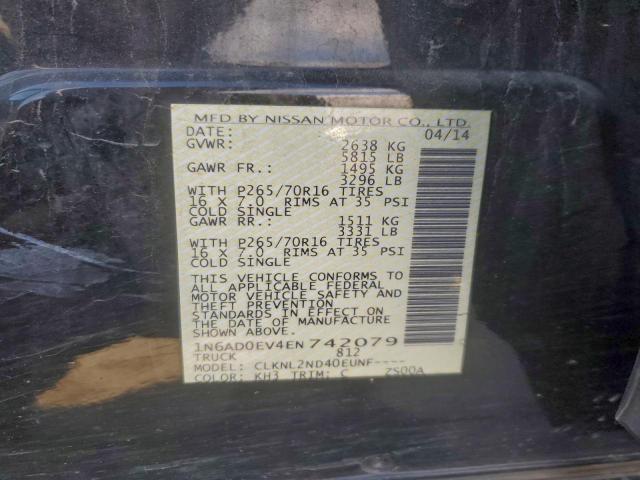 MFD BY NISSAN MOTOR CO., LTD.
DATE: 04/14
GVWR: 2638 KG
5815 LB
GAWR FR.: 1495 KG
3296 LB
WITH P265/70R16 TIRES
16 X 7.0 RIMS AT 35 PSI
COLD SINGLE
GAWR RR.: 1511 KG
3331 LB
WITH P265/70R16 TIRES
16 X 7.0 RIMS AT 35 PSI
COLD SINGLE
THIS VEHICLE CONFORMS TO
ALL APPLICABLE FEDERAL
MOTOR VEHICLE SAFETY AND
THEFT PREVENTION
STANDARDS IN EFFECT ON
THE DATE OF MANUFACTURE
SHOWN ABOVE.
1N6AD0EV4EN742079
TRUCK 812
MODEL: CLKNL2ND40EUNF----
COLOR: KH3 TRIM: C ZS00A